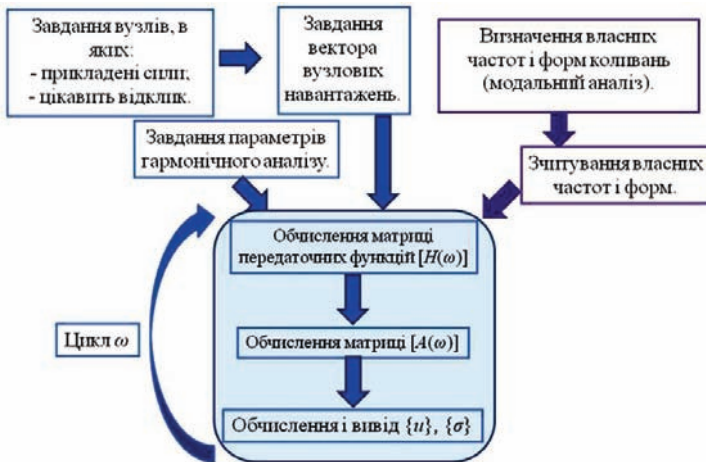 Завдання вузлів, в
яких:
- прикладені сили;
- цікавить відклик.
Завдання
вектора
вузлових
навантажень.
Визначення власних
частот і форм коливань
(модальний аналіз).
Завдання параметрів
гармонічного аналізу.
Зчитування власних
частот і форм.
Обчислення матриці
передаточних функцій [H(ω)]
Цикл ω
Обчислення матриці [A(ω)]
Обчислення і вивід {u}, {σ}